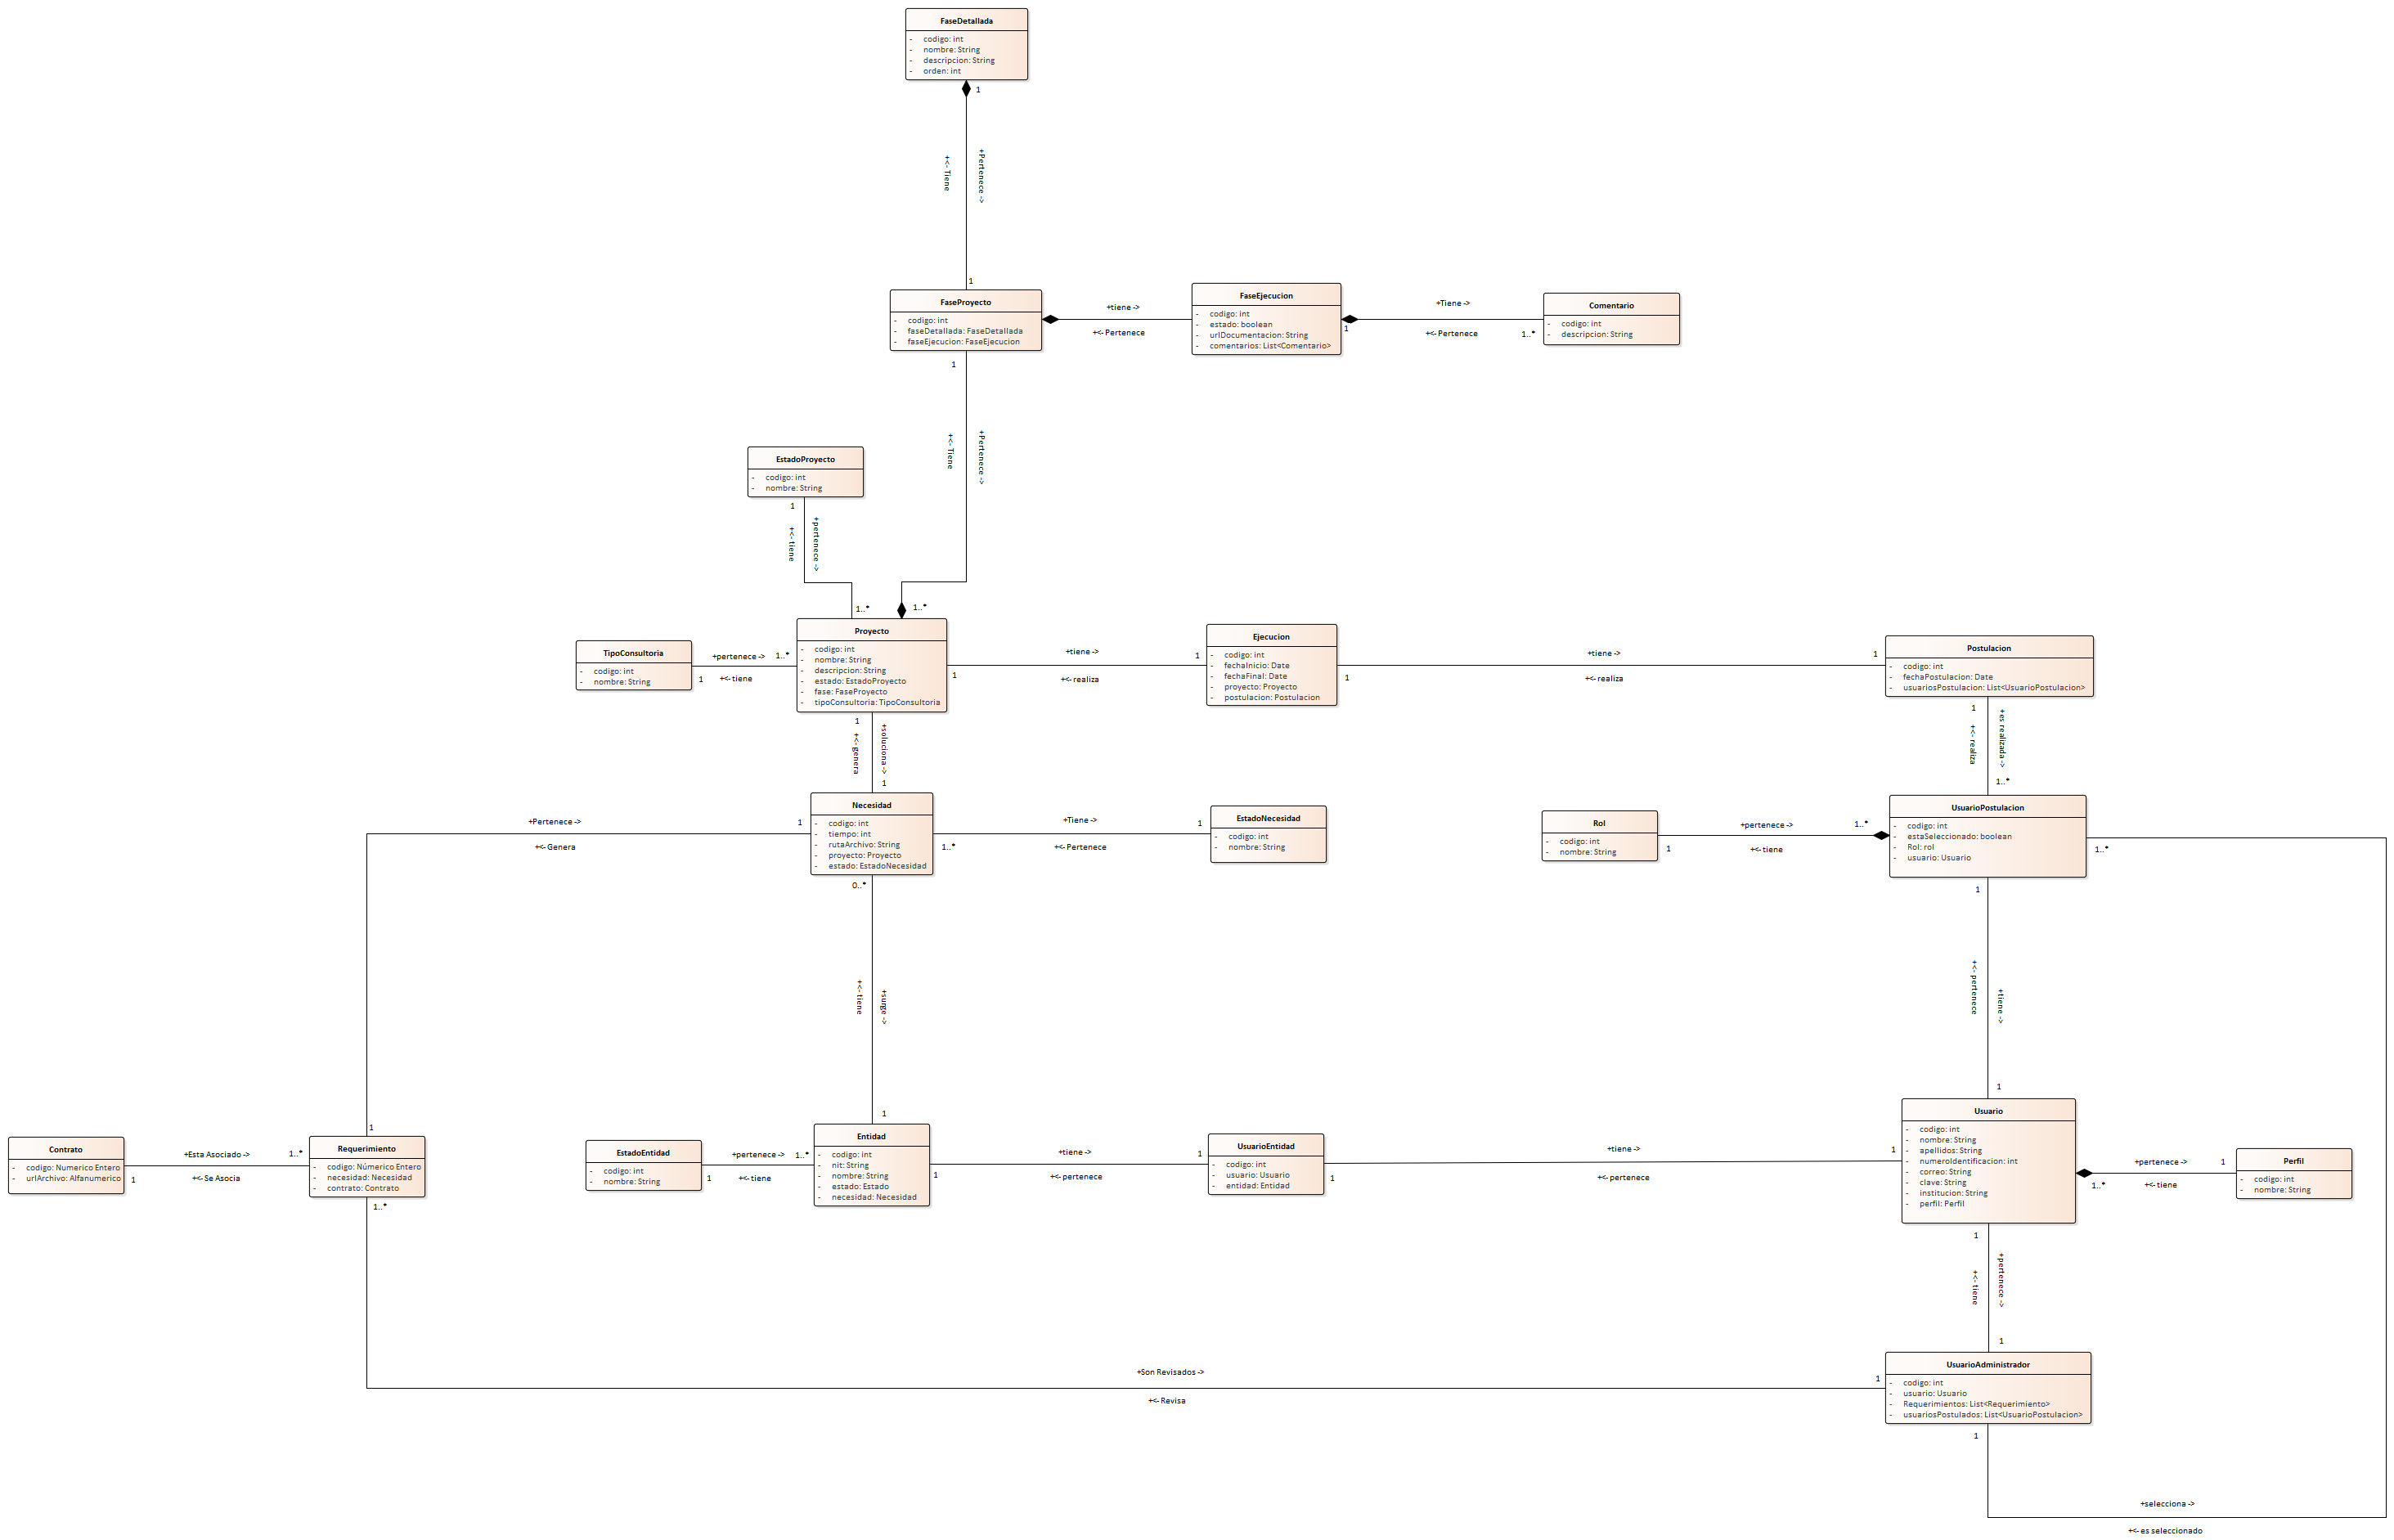 FaseDetallada
- codigo: int
- nombre: String
- descripcion: String
- orden: int
1
+<- Tiene
+Pertenece ->
1
FaseProyecto
- codigo: int
- faseDetallada: FaseDetallada
- faseEjecucion: FaseEjecucion
+tiene ->
+<- Pertenece
FaseEjecucion
- codigo: int
- estado: boolean
- urlDocumentacion: String
- comentarios: List<Comentario>
1
+Tiene ->
+<- Pertenece
1..*
Comentario
- codigo: int
- descripcion: String
1
+<- Tiene
+Pertenece ->
1..*
EstadoProyecto
- codigo: int
- nombre: String
1
+<- tiene
+pertenece ->
1..*
TipoConsultoria
- codigo: int
- nombre: String
1
+pertenece ->
+<- tiene
1..*
Proyecto
- codigo: int
- nombre: String
- descripcion: String
- estado: EstadoProyecto
- fase: FaseProyecto
- tipoConsultoria: TipoConsultoria
1
+tiene ->
+<- realiza
1
Ejecucion
- codigo: int
- fechaInicio: Date
- fechaFinal: Date
- proyecto: Proyecto
- postulacion: Postulacion
1
+tiene ->
+<- realiza
1
Postulacion
- codigo: int
- fechaPostulacion: Date
- usuariosPostulacion: List<UsuarioPostulacion>
1
+<- genera
+soluciona ->
1
1
+<- realiza
+es realizada ->
1..*
Necesidad
- codigo: int
- tiempo: int
- rutaArchivo: String
- proyecto: Proyecto
- estado: EstadoNecesidad
1..*
+Tiene ->
+<- Pertenece
1
EstadoNecesidad
- codigo: int
- nombre: String
Rol
- codigo: int
- nombre: String
1
+pertenece ->
+<- tiene
1..*
UsuarioPostulacion
- codigo: int
- estaSeleccionado: boolean
- Rol: rol
- usuario: Usuario
1..*
+Pertenece ->
+<- Genera
1
1
0..*
+<- tiene
+surge ->
1
1
+<- pertenece
+tiene ->
1
Contrato
- codigo: Numerico Entero
- urlArchivo: Alfanumerico
1
+Esta Asociado ->
+<- Se Asocia
1..*
Requerimiento
- codigo: Númerico Entero
- necesidad: Necesidad
- contrato: Contrato
1..*
EstadoEntidad
- codigo: int
- nombre: String
1
+pertenece ->
+<- tiene
1..*
Entidad
- codigo: int
- nit: String
- nombre: String
- estado: Estado
- necesidad: Necesidad
1
+tiene ->
+<- pertenece
1
UsuarioEntidad
- codigo: int
- usuario: Usuario
- entidad: Entidad
1
+tiene ->
+<- pertenece
1
Usuario
- codigo: int
- nombre: String
- apellidos: String
- numeroIdentificacion: int
- correo: String
- clave: String
- institucion: String
- perfil: Perfil
1..*
+pertenece ->
+<- tiene
1
Perfil
- codigo: int
- nombre: String
1
+<- tiene
+pertenece ->
1
+Son Revisados ->
+<- Revisa
1
UsuarioAdministrador
- codigo: int
- usuario: Usuario
- Requerimientos: List<Requerimiento>
- usuariosPostulados: List<UsuarioPostulacion>
1
+selecciona ->
+<- es seleccionado